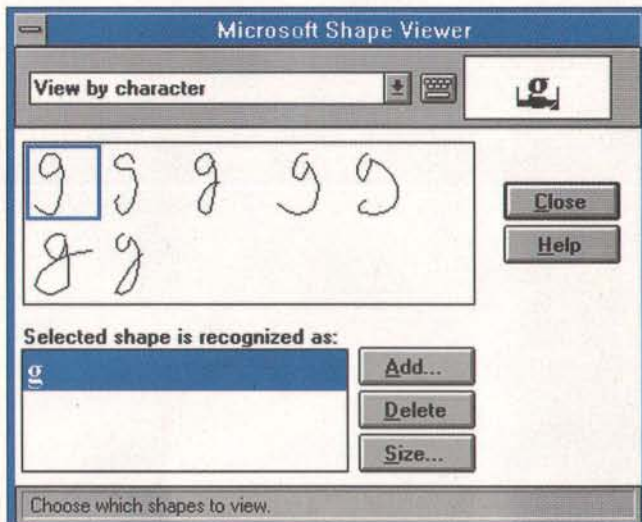 Microsoft Shape Viewer
View by character
g
g g g g g
g g
Close
Help
Selected shape is recognized as:
g
Add...
Delete
Size...
Choose which shapes to view.